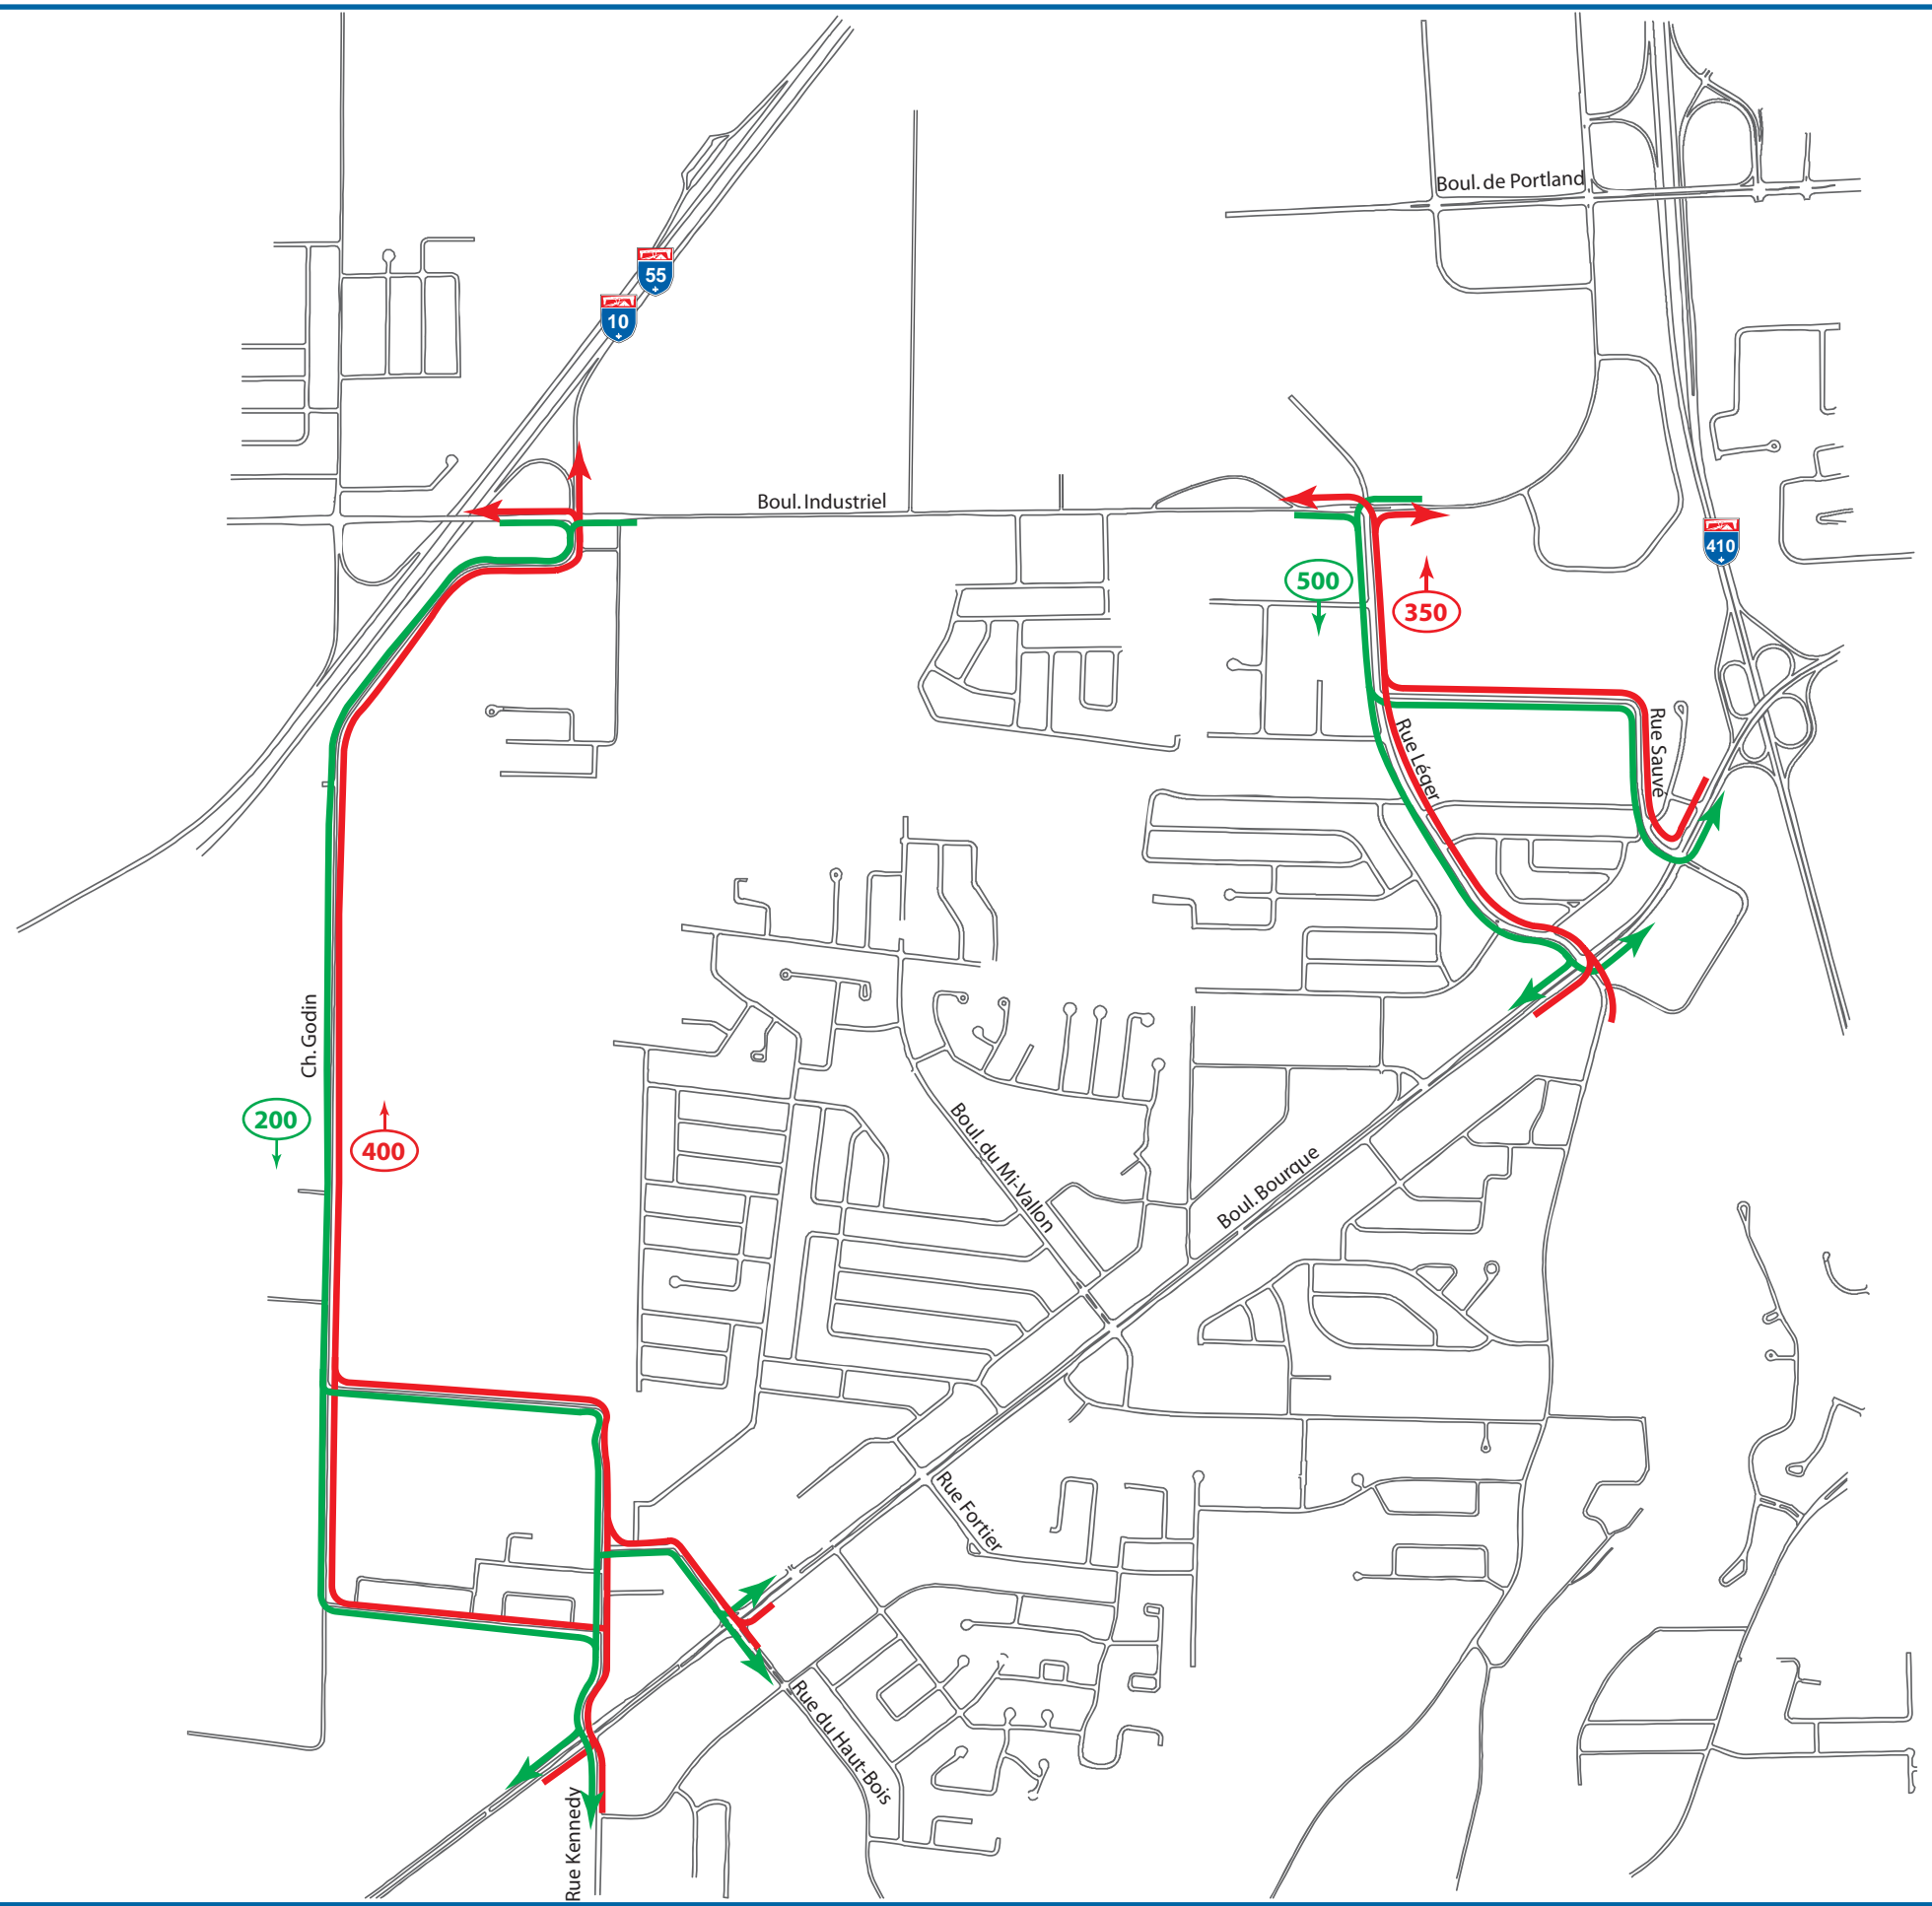 Boul. de Portland
55
10
Boul. Industriel
410
500
350
Rue Léger
Rue Sauvé
Ch. Godin
200
400
Boul. du Mi-Vallon
Boul. Bourque
Rue Fortier
Rue du Haut-Bois
Rue Kennedy